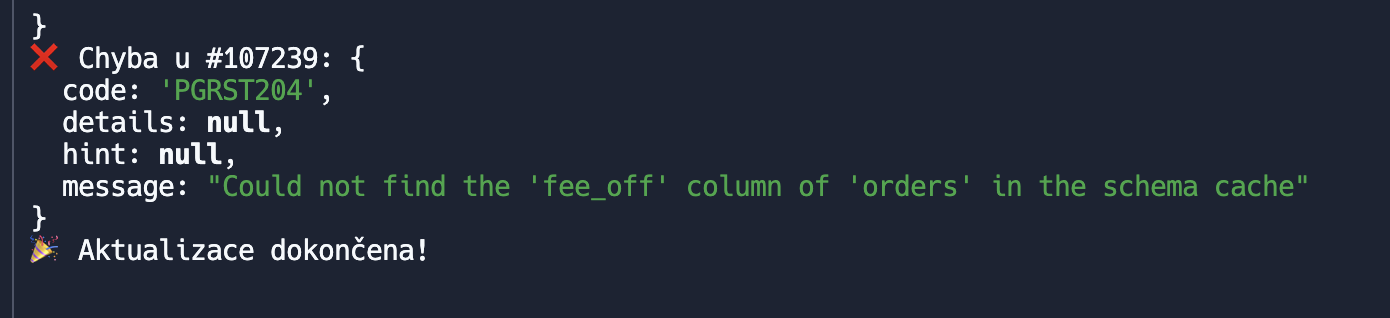 }
❌ Chyba u #107239: {
  code: 'PGRST204',
  details: null,
  hint: null,
  message: "Could not find the 'fee_off' column of 'orders' in the schema cache"
}
🎉 Aktualizace dokončena!